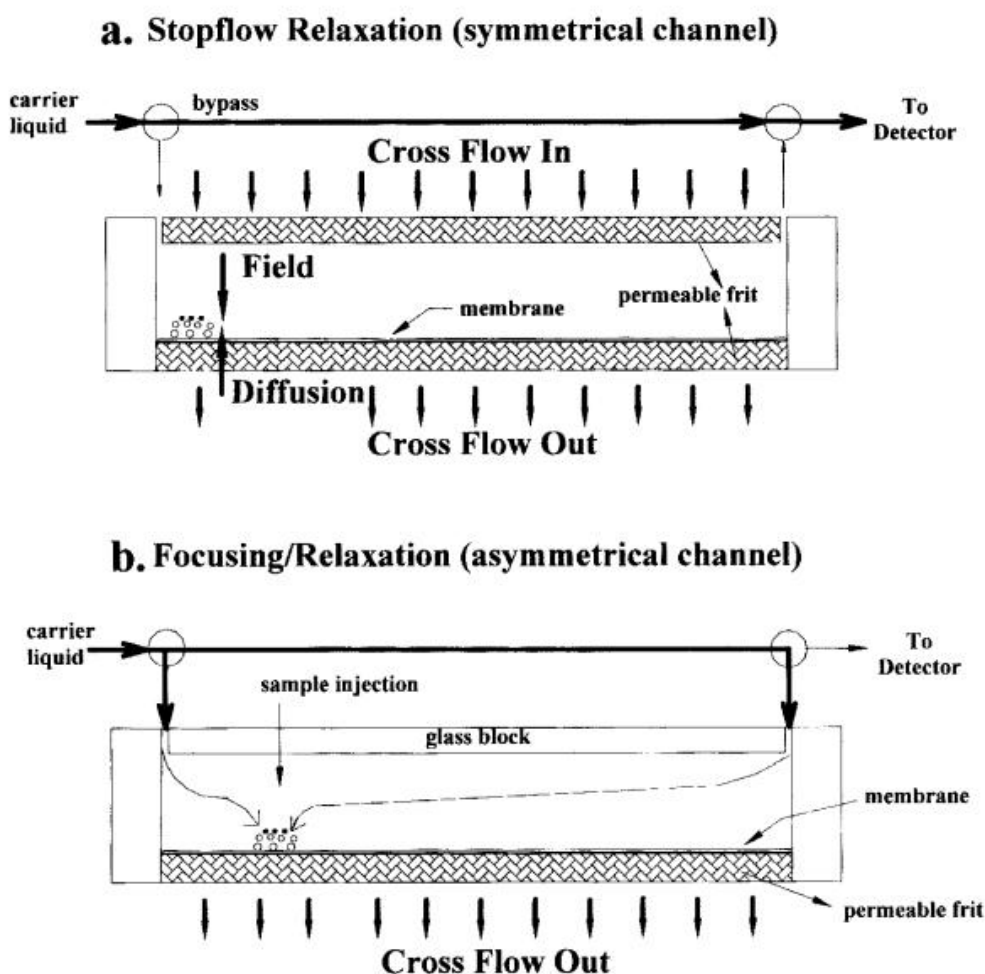 a. Stopflow Relaxation (symmetrical channel)
carrier
liquid
bypass
To
Detector
Cross Flow In
Field
membrane
permeable frit
Diffusion
Cross Flow Out
b. Focusing/Relaxation (asymmetrical channel)
carrier
liquid
To
Detector
sample injection
glass block
membrane
permeable frit
Cross Flow Out